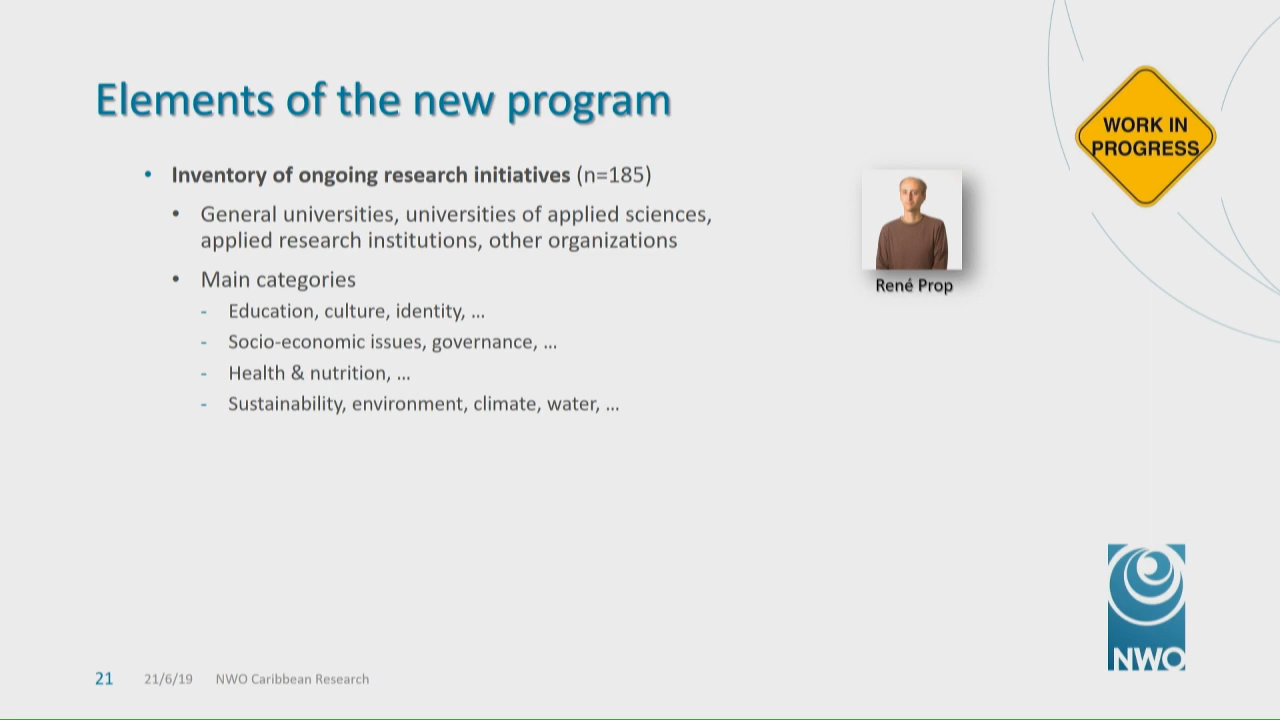 Elements of the new program
WORK IN
PROGRESS
• Inventory of ongoing research initiatives (n=185)
• General universities, universities of applied sciences,
applied research institutions, other organizations
• Main categories
- Education, culture, identity, ...
- Socio-economic issues, governance, ...
- Health & nutrition, ...
- Sustainability, environment, climate, water, ...
René Prop
NWO
21 21/6/19 NWO Caribbean Research